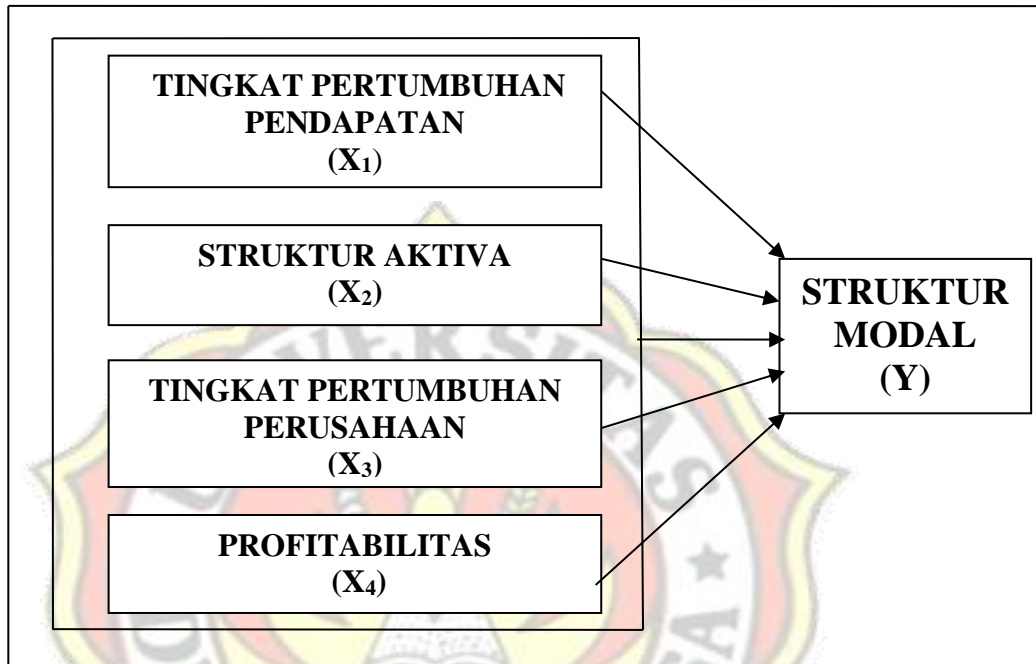 TINGKAT PERTUMBUHAN
PENDAPATAN
(X₁)
STRUKTUR AKTIVA
(X₂)
TINGKAT PERTUMBUHAN
PERUSAHAAN
(X₃)
PROFITABILITAS
(X₄)
STRUKTUR
MODAL
(Y)